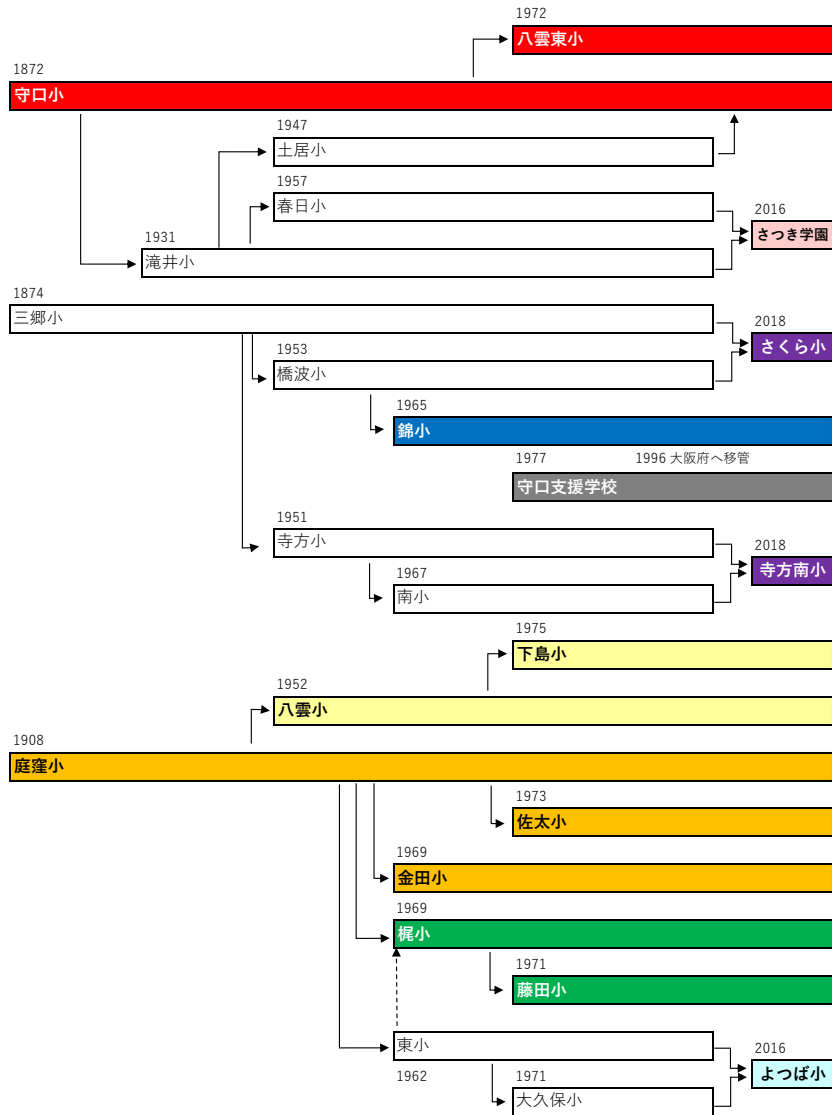 1972
八雲東小
1872
守口小
1947
土居小
1957
春日小
2016
さつき学園
1931
滝井小
1874
三郷小
2018
さくら小
1953
橋波小
1965
錦小
1977
1996 大阪府へ移管
守口支援学校
1951
寺方小
2018
寺方南小
1967
南小
1975
下島小
1952
八雲小
1908
庭窪小
1973
佐太小
1969
金田小
1969
梶小
1971
藤田小
東小
2016
よつば小
1962
1971
大久保小